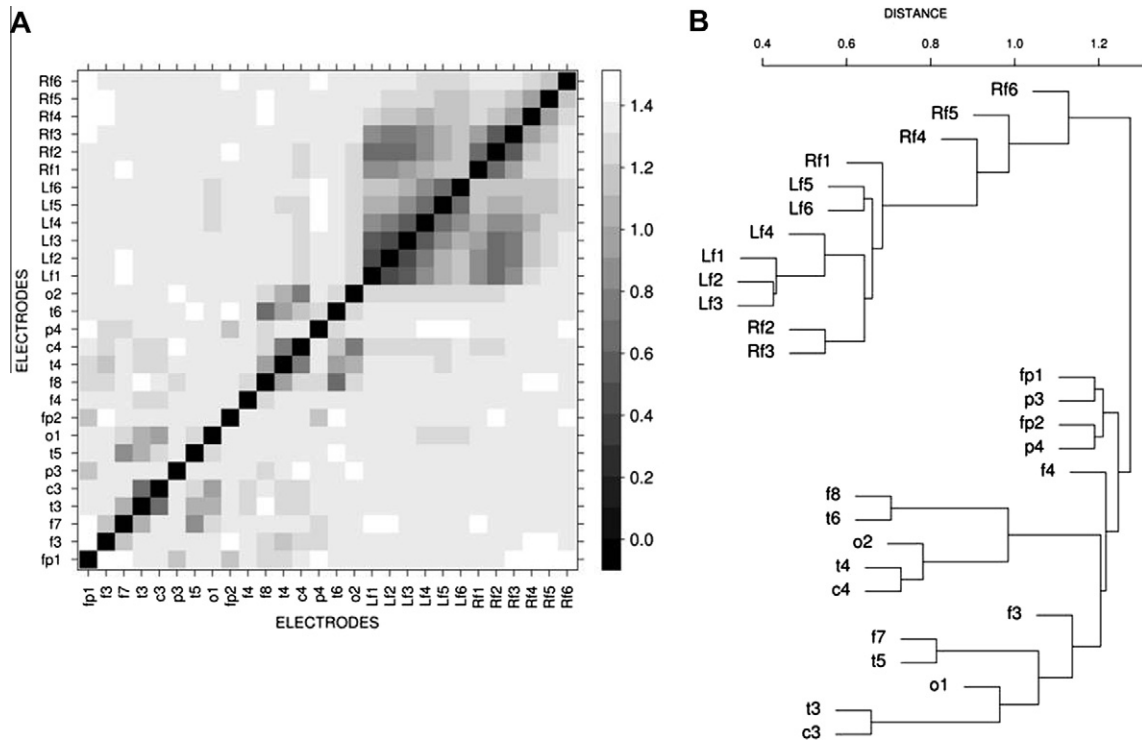 A
ELECTRODES
Rf6
Rf5
Rf4
Rf3
Rf2
Rf1
Lf6
Lf5
Lf4
Lf3
Lf2
Lf1
o2
t6
p4
c4
t4
f8
f4
fp2
o1
t5
p3
c3
t3
f7
f3
fp1
fp1 f3 f7 t3 c3 p3 t5 o1 fp2 f4 f8 t4 c4 p4 t6 o2 Lf1 Lf2 Lf3 Lf4 Lf5 Lf6 Rf1 Rf2 Rf3 Rf4 Rf5 Rf6
ELECTRODES
1.4
1.2
1.0
0.8
0.6
0.4
0.2
0.0
B
DISTANCE
0.4 0.6 0.8 1.0 1.2
Rf6
Rf5
Rf4
Rf1
Lf5
Lf6
Lf4
Lf1
Lf2
Lf3
Rf2
Rf3
fp1
p3
fp2
p4
f4
f8
t6
o2
t4
c4
f3
f7
t5
o1
t3
c3